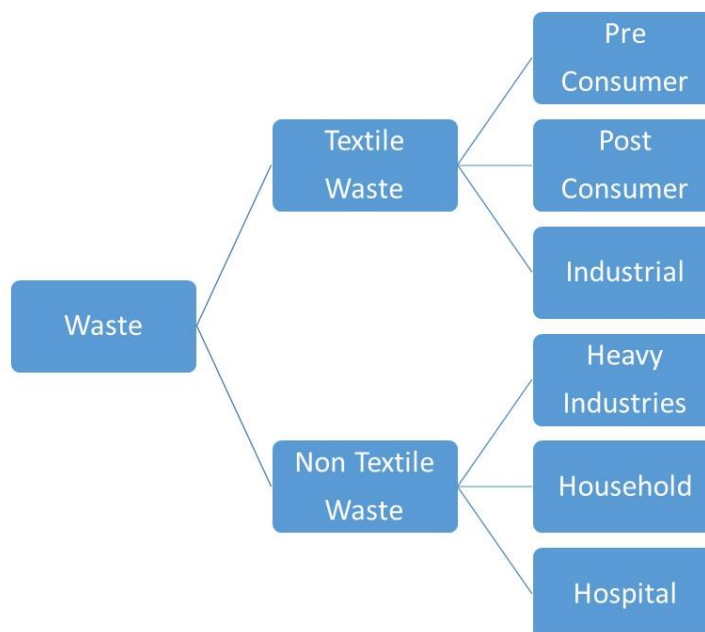 Pre
Consumer
Textile
Waste
Post
Consumer
Industrial
Waste
Heavy
Industries
Non Textile
Waste
Household
Hospital